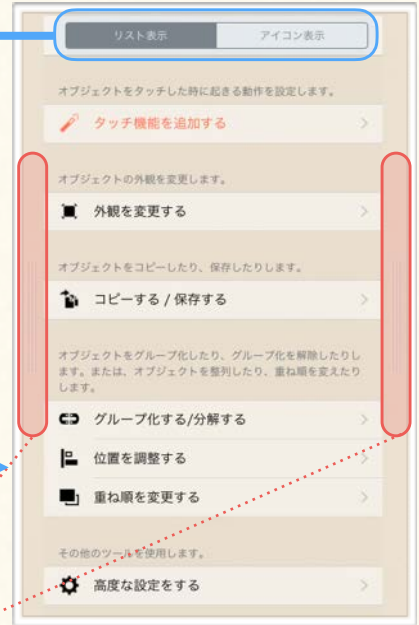 リスト表示 アイコン表示
オブジェクトをタッチした時に起きる動作を設定します。
タッチ機能を追加する
オブジェクトの外観を変更します。
外観を変更する
オブジェクトをコピーしたり、保存したりします。
コピーする / 保存する
オブジェクトをグループ化したり、グループ化を解除したりし
ます。または、オブジェクトを整列したり、重ね順を変えたり
します。
グループ化する/分解する
位置を調整する
重ね順を変更する
その他のツールを使用します。
高度な設定をする